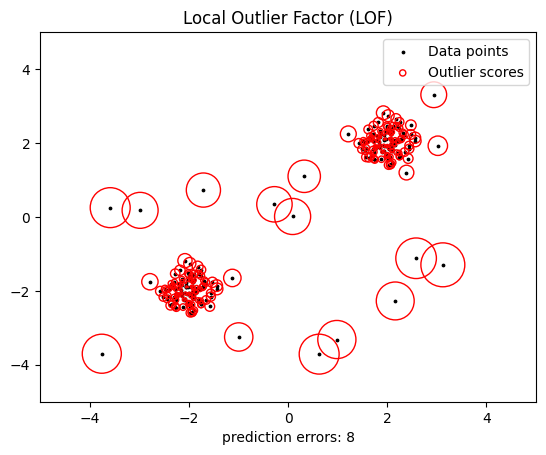 Local Outlier Factor (LOF)
Data points
Outlier scores
4
2
0
−2
−4
−4
−2
0
2
4
prediction errors: 8